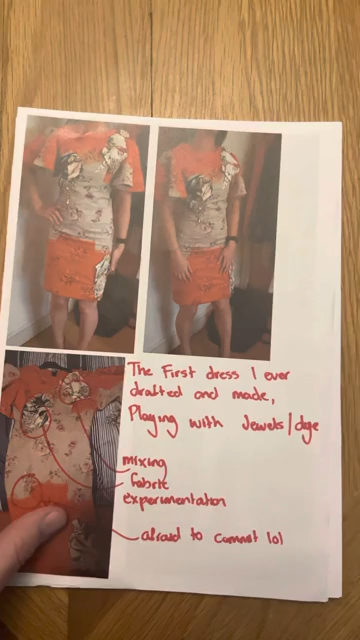 The First dress I ever
drafted and made,
Playing with Jewels/dye
mixing
fabric
experimentation
afraid to commit lol